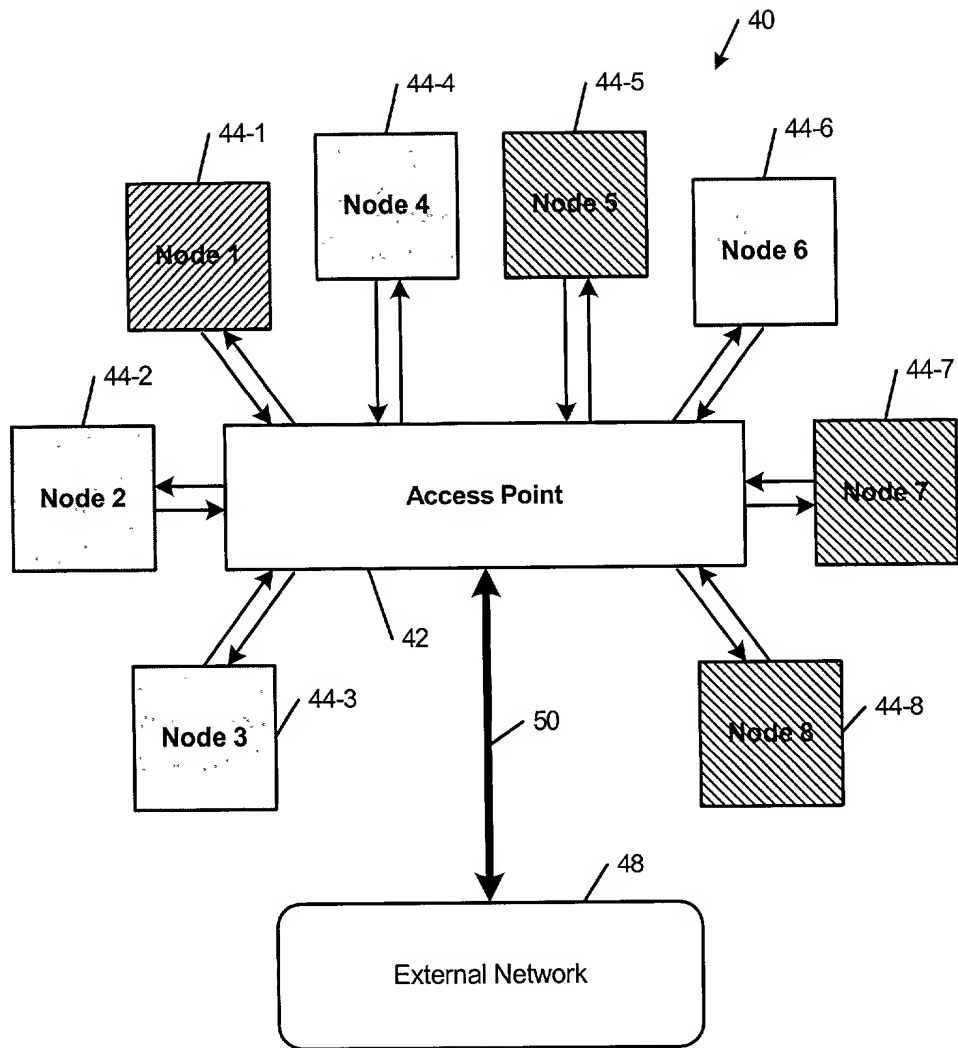 40
44-4
44-5
44-1
44-6
Node 4
Node 5
Node 1
Node 6
44-2
44-7
Node 2
Access Point
Node 7
42
44-3
50
44-8
Node 3
Node 8
48
External Network